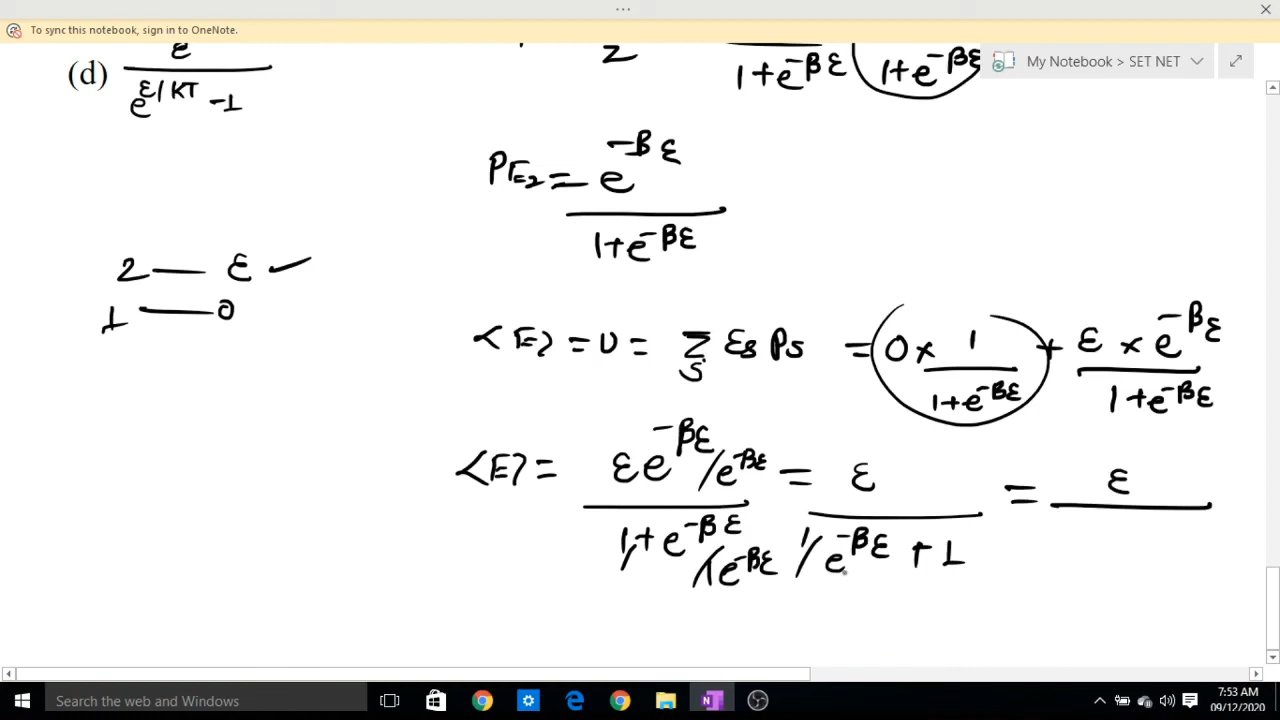 To sync this notebook, sign in to OneNote.
My Notebook > SET NET
(d) ε / e^{ε/KT} -1
2
1+e^{-βε} 1+e^{-βε}
P_{E2} = e^{-βε} / 1+e^{-βε}
2 — ε ✓
1 — 0
<E> = U = Σ_s εs Ps = 0 × 1 / 1+e^{-βε} + ε × e^{-βε} / 1+e^{-βε}
<E> = εe^{-βε}/e^{-βε} / 1+e^{-βε}/e^{-βε} = ε / 1/e^{-βε} + 1 = ε
Search the web and Windows
7:53 AM
09/12/2020